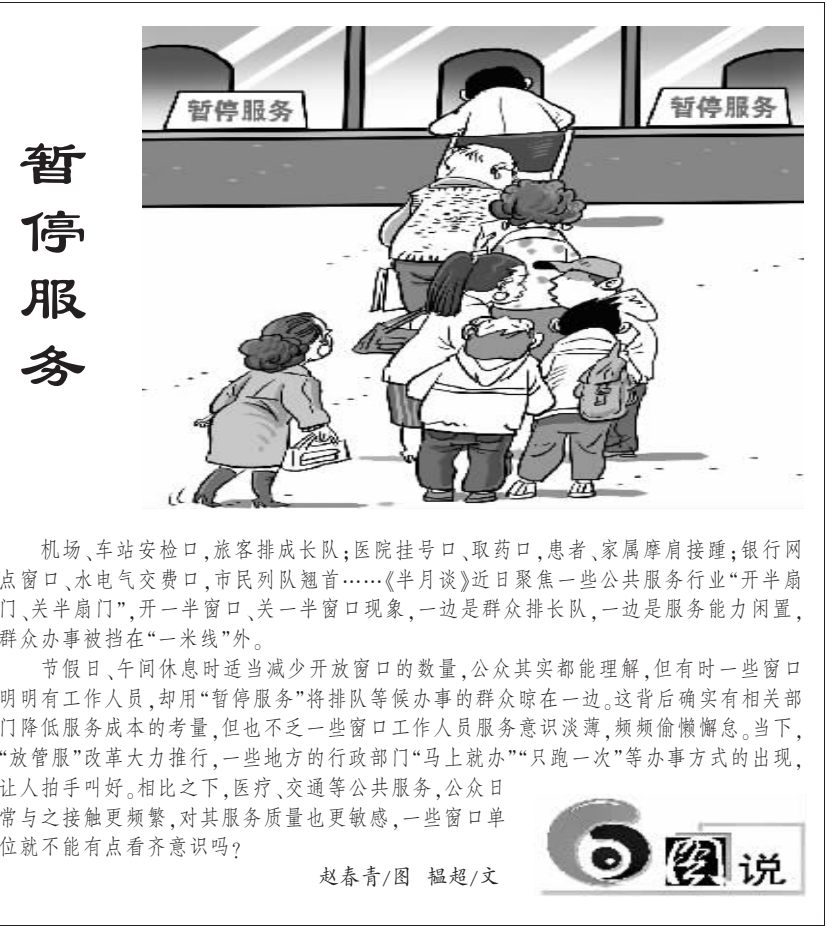 暂停服务
暂停服务
暂停服务
机场、车站安检口,旅客排成长队;医院挂号口、取药口,患者、家属摩肩接踵;银行网
点窗口、水电气交费口,市民列队翘首……《半月谈》近日聚焦一些公共服务行业“开半扇
门、关半扇门”,开一半窗口、关一半窗口现象,一边是群众排长队,一边是服务能力闲置,
群众办事被挡在“一米线”外。
节假日、午间休息时适当减少开放窗口的数量,公众其实都能理解,但有时一些窗口
明明有工作人员,却用“暂停服务”将排队等候办事的群众晾在一边。这背后确实有相关部
门降低服务成本的考量,但也不乏一些窗口工作人员服务意识淡薄,频频偷懒懈怠。当下,
“放管服”改革大力推行,一些地方的行政部门“马上就办”“只跑一次”等办事方式的出现,
让人拍手叫好。相比之下,医疗、交通等公共服务,公众日
常与之接触更频繁,对其服务质量也更敏感,一些窗口单
位就不能有点看齐意识吗?
赵春青/图 韫超/文
图说